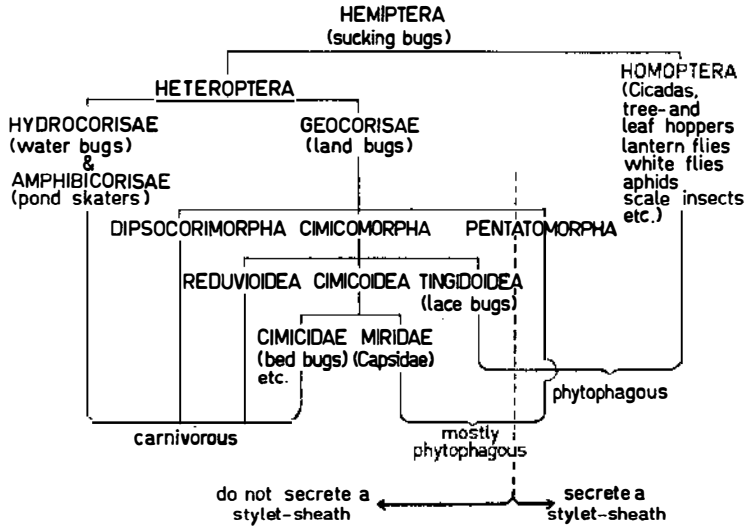 HEMIPTERA
(sucking bugs)
HETEROPTERA
HOMOPTERA
(Cicadas,
tree- and
leaf hoppers
lantern flies
white flies
aphids
scale insects
etc.)
HYDROCORISAE
(water bugs)
&
AMPHIBICORISAE
(pond skaters)
GEOCORISAE
(land bugs)
DIPSOCORIMORPHA CIMICOMORPHA PENTATOMORPHA
REDUVIOIDEA CIMICOIDEA TINGIDOIDEA
(lace bugs)
CIMICIDAE MIRIDAE
(bed bugs) (Capsidae)
etc.
phytophagous
carnivorous
mostly
phytophagous
do not secrete a
stylet-sheath
secrete a
stylet-sheath